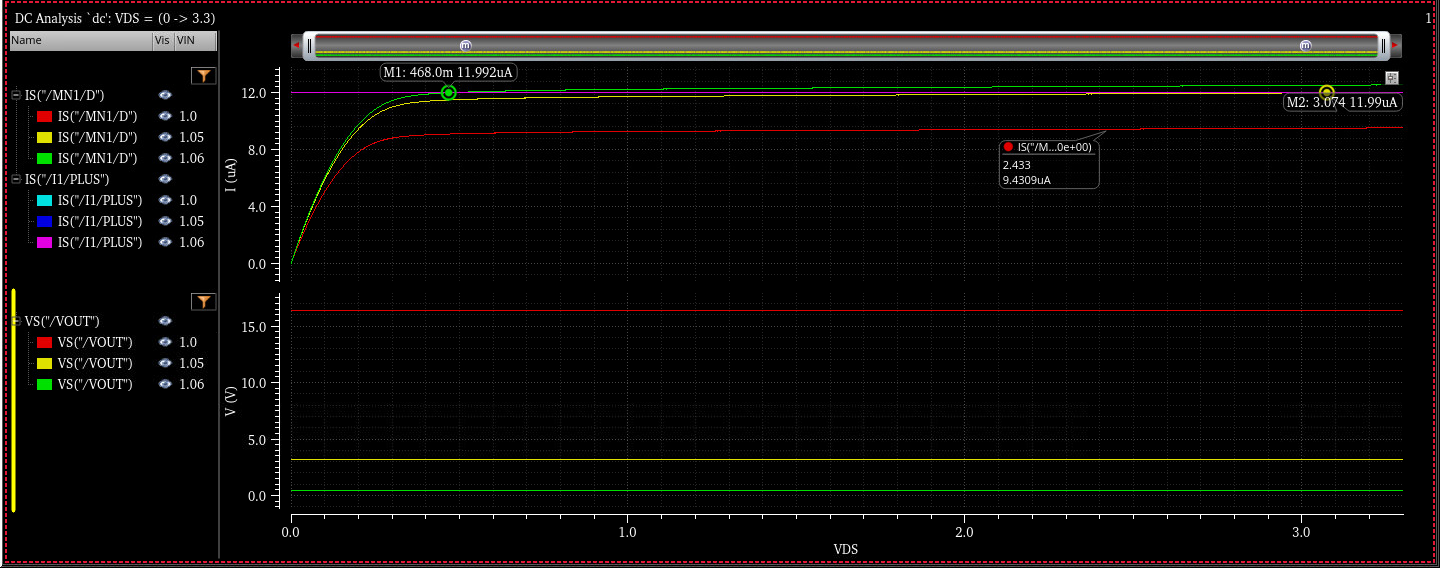 DC Analysis `dc': VDS = (0 -> 3.3)
1
Name Vis VIN
IS("/MN1/D")
IS("/MN1/D") 1.0
IS("/MN1/D") 1.05
IS("/MN1/D") 1.06
IS("/I1/PLUS")
IS("/I1/PLUS") 1.0
IS("/I1/PLUS") 1.05
IS("/I1/PLUS") 1.06
VS("/VOUT")
VS("/VOUT") 1.0
VS("/VOUT") 1.05
VS("/VOUT") 1.06
m
m
M1: 468.0m 11.992uA
M2: 3.074 11.99uA
IS("/M...0e+00)
2.433
9.4309uA
12.0
8.0
4.0
0.0
I (uA)
15.0
10.0
5.0
0.0
V (V)
0.0 1.0 2.0 3.0
VDS